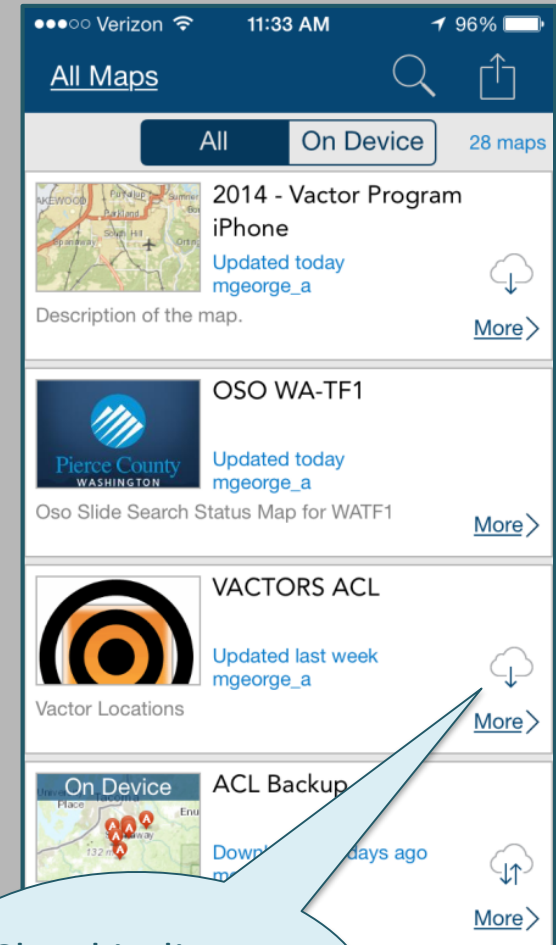 Verizon 11:33 AM 96%
All Maps
All On Device 28 maps
2014 - Vactor Program
iPhone
Updated today
mgeorge_a
Description of the map.
More
OSO WA-TF1
Pierce County
WASHINGTON
Updated today
mgeorge_a
Oso Slide Search Status Map for WATF1
More
VACTORS ACL
Updated last week
mgeorge_a
Vactor Locations
More
On Device
ACL Backup
days ago
More